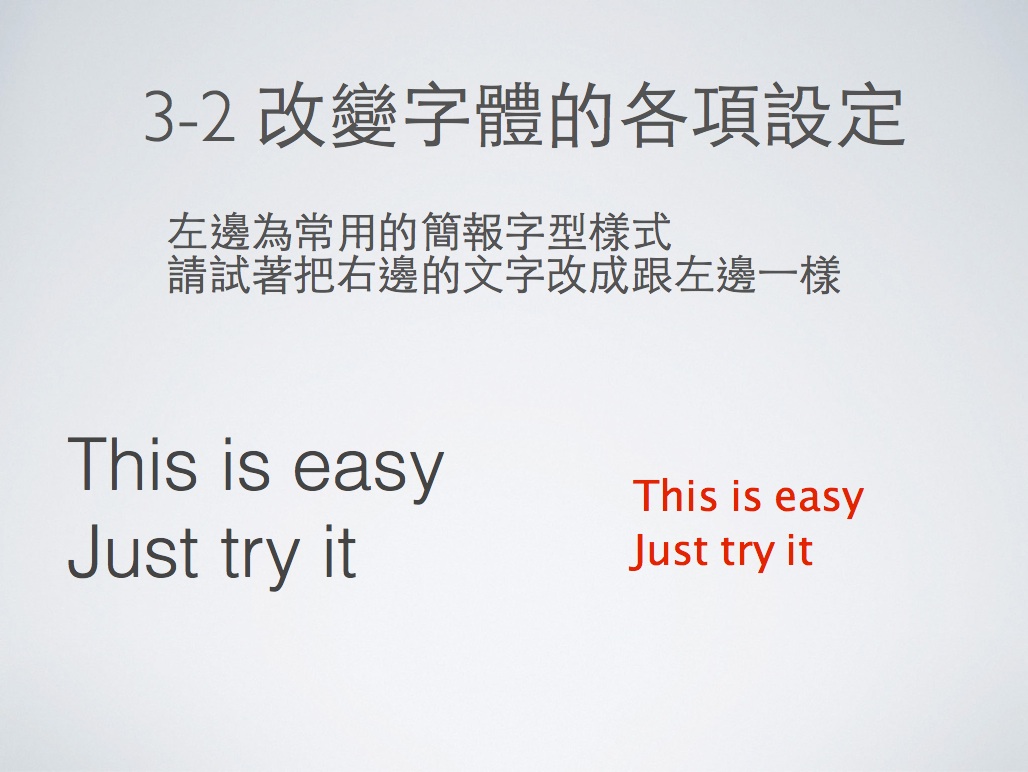 3-2 改變字體的各項設定
左邊為常用的簡報字型樣式
請試著把右邊的文字改成跟左邊一樣
This is easy
Just try it
This is easy
Just try it